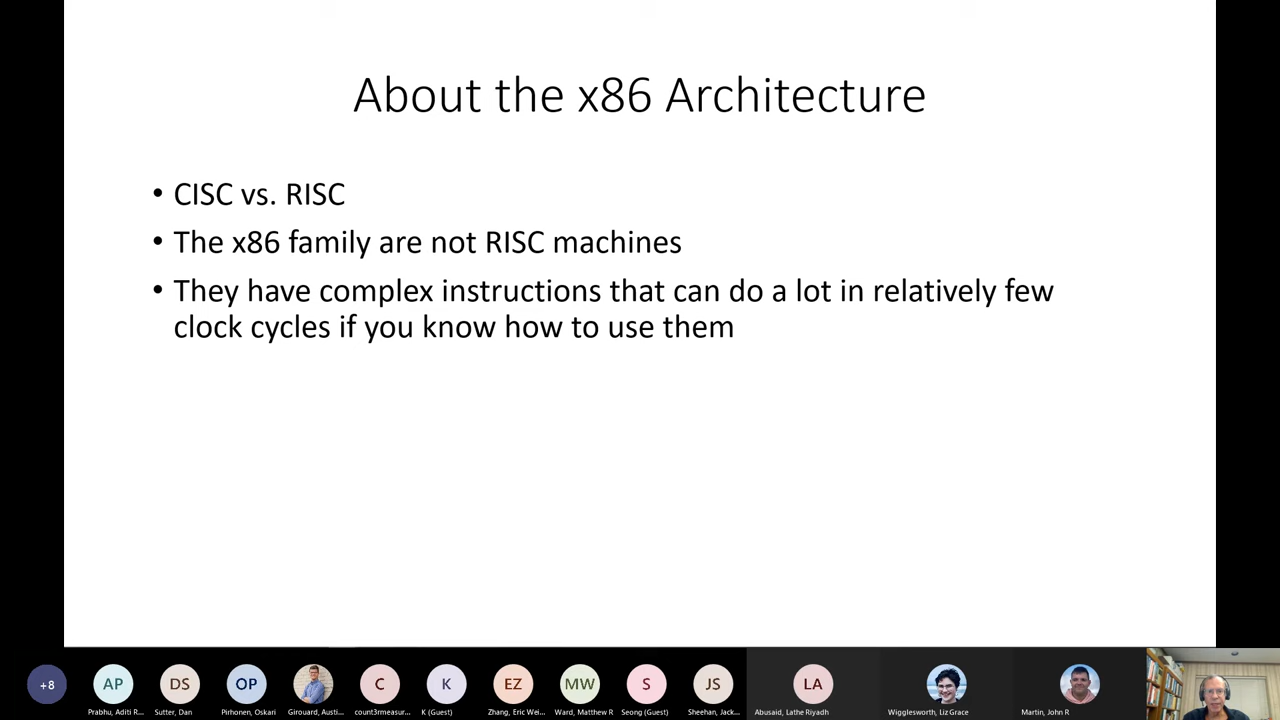 About the x86 Architecture
• CISC vs. RISC
• The x86 family are not RISC machines
• They have complex instructions that can do a lot in relatively few
clock cycles if you know how to use them
+8
AP
DS
OP
C
K
EZ
MW
S
JS
LA
Prabhu, Aditi R...
Sutter, Dan
Pirhonen, Oskari
Girouard, Austi...
count3rmeasur...
K (Guest)
Zhang, Eric Wei...
Ward, Matthew R
Seong (Guest)
Sheehan, Jack...
Abusaid, Lathe Riyadh
Wigglesworth, Liz Grace
Martin, John R